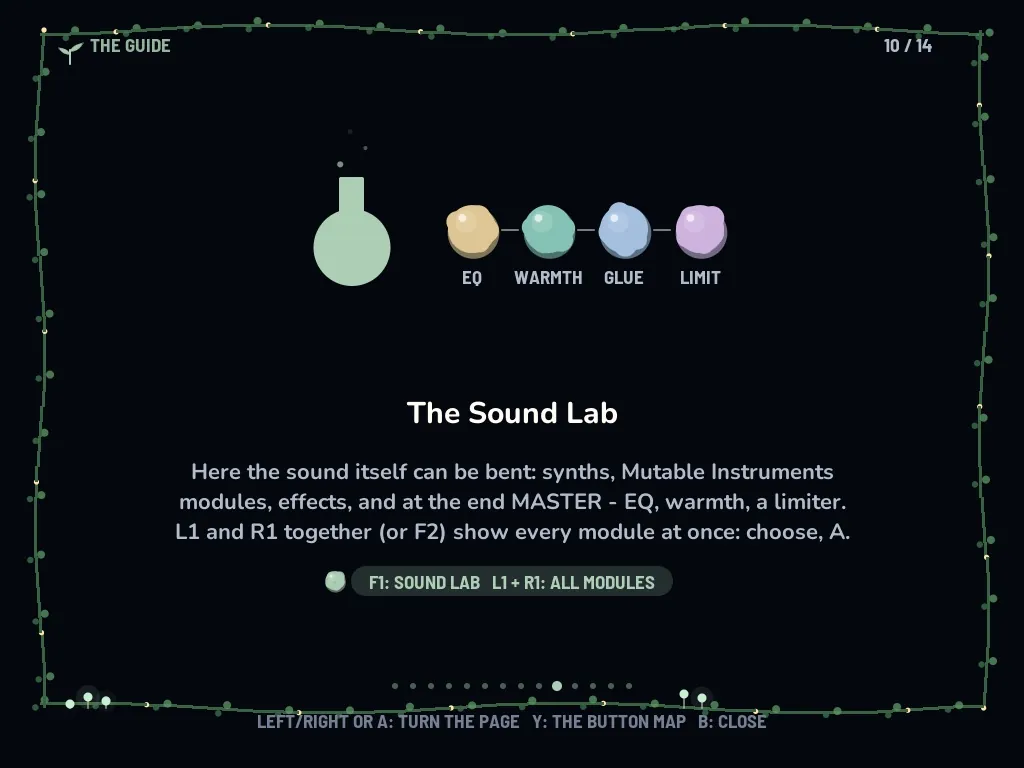 THE GUIDE
10 / 14
EQ WARMTH GLUE LIMIT
The Sound Lab
Here the sound itself can be bent: synths, Mutable Instruments
modules, effects, and at the end MASTER - EQ, warmth, a limiter.
L1 and R1 together (or F2) show every module at once: choose, A.
F1: SOUND LAB L1 + R1: ALL MODULES
LEFT/RIGHT OR A: TURN THE PAGE Y: THE BUTTON MAP B: CLOSE